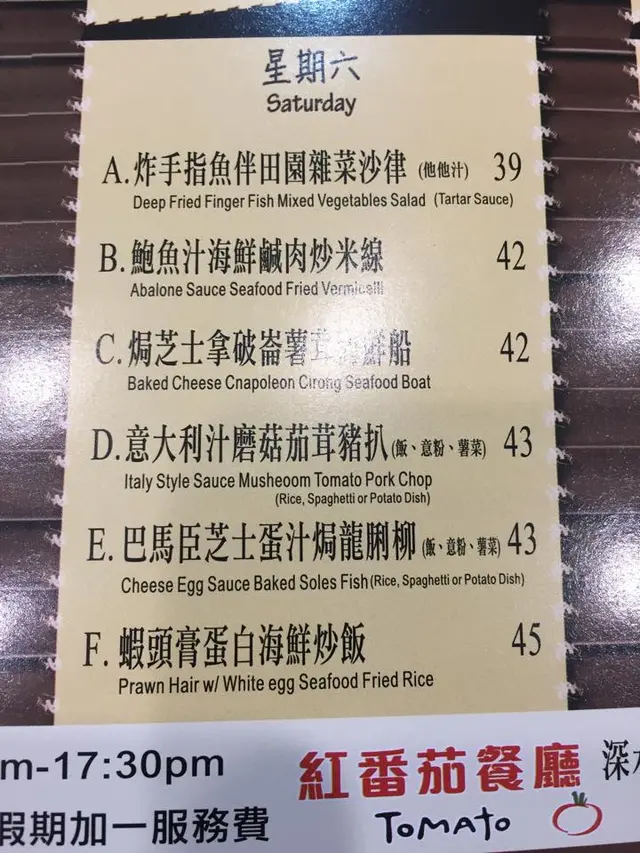 星期六
Saturday
A.炸手指魚伴田園雜菜沙律 (他他汁) 39
Deep Fried Finger Fish Mixed Vegetables Salad (Tartar Sauce)
B.鮑魚汁海鮮鹹肉炒米線 42
Abalone Sauce Seafood Fried Vermicelli
C.焗芝士拿破崙薯茸海鮮船 42
Baked Cheese Cnapoleon Cirong Seafood Boat
D.意大利汁磨菇茄茸豬扒(飯、意粉、薯菜) 43
Italy Style Sauce Musheoom Tomato Pork Chop
(Rice, Spaghetti or Potato Dish)
E.巴馬臣芝士蛋汁焗龍脷柳(飯、意粉、薯菜) 43
Cheese Egg Sauce Baked Soles Fish(Rice, Spaghetti or Potato Dish)
F.蝦頭膏蛋白海鮮炒飯 45
Prawn Hair w/ White egg Seafood Fried Rice
m-17:30pm
假期加一服務費
紅番茄餐廳
TOMATO
深